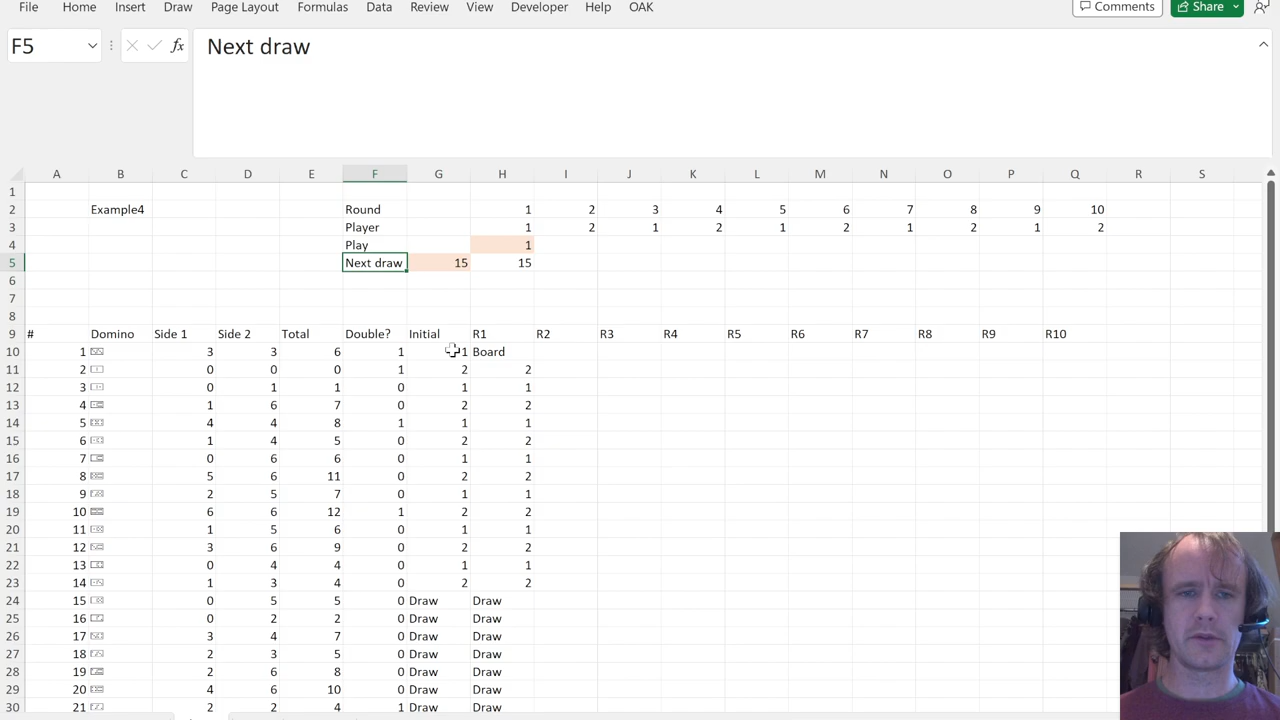 File Home Insert Draw Page Layout Formulas Data Review View Developer Help OAK Comments Share
F5 fx Next draw
A B C D E F G H I J K L M N O P Q R S
1
2 Example4 Round 1 2 3 4 5 6 7 8 9 10
3 Player 1 2 1 2 1 2 1 2 1 2
4 Play 1
5 Next draw 15 15
6
7
8
9 # Domino Side 1 Side 2 Total Double? Initial R1 R2 R3 R4 R5 R6 R7 R8 R9 R10
10 1 3 3 6 1 1 Board
11 2 0 0 0 1 2 2
12 3 0 1 1 0 1 1
13 4 1 6 7 0 2 2
14 5 4 4 8 1 1 1
15 6 1 4 5 0 2 2
16 7 0 6 6 0 1 1
17 8 5 6 11 0 2 2
18 9 2 5 7 0 1 1
19 10 6 6 12 1 2 2
20 11 1 5 6 0 1 1
21 12 3 6 9 0 2 2
22 13 0 4 4 0 1 1
23 14 1 3 4 0 2 2
24 15 0 5 5 0 Draw Draw
25 16 0 2 2 0 Draw Draw
26 17 3 4 7 0 Draw Draw
27 18 2 3 5 0 Draw Draw
28 19 2 6 8 0 Draw Draw
29 20 4 6 10 0 Draw Draw
30 21 2 2 4 1 Draw Draw